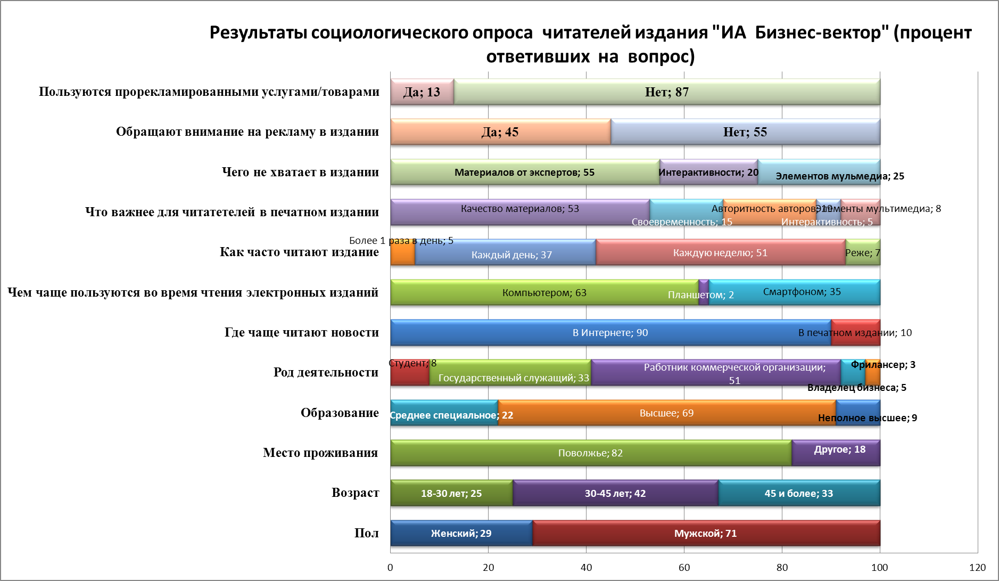 Результаты социологического опроса читателей издания "ИА Бизнес-вектор" (процент
ответивших на вопрос)
Пользуются прорекламированными услугами/товарами
Да; 13
Нет; 87
Обращают внимание на рекламу в издании
Да; 45
Нет; 55
Чего не хватает в издании
Материалов от экспертов; 55
Интерактивности; 20
Элементов мульмедиа; 25
Что важнее для читатетелей в печатном издании
Качество материалов; 53
Своевременность; 15
Авторитность авторов; 19
Интерактивность; 5
Элементы мультимедиа; 8
Как часто читают издание
Более 1 раза в день; 5
Каждый день; 37
Каждую неделю; 51
Реже; 7
Чем чаще пользуются во время чтения электронных изданий
Компьютером; 63
Планшетом; 2
Смартфоном; 35
Где чаще читают новости
В Интернете; 90
В печатном издании; 10
Род деятельности
Студент; 8
Государственный служащий; 33
Работник коммерческой организации;
51
Владелец бизнеса; 5
Фрилансер; 3
Образование
Среднее специальное; 22
Высшее; 69
Неполное высшее; 9
Место проживания
Поволжье; 82
Другое; 18
Возраст
18-30 лет; 25
30-45 лет; 42
45 и более; 33
Пол
Женский; 29
Мужской; 71
0
20
40
60
80
100
120